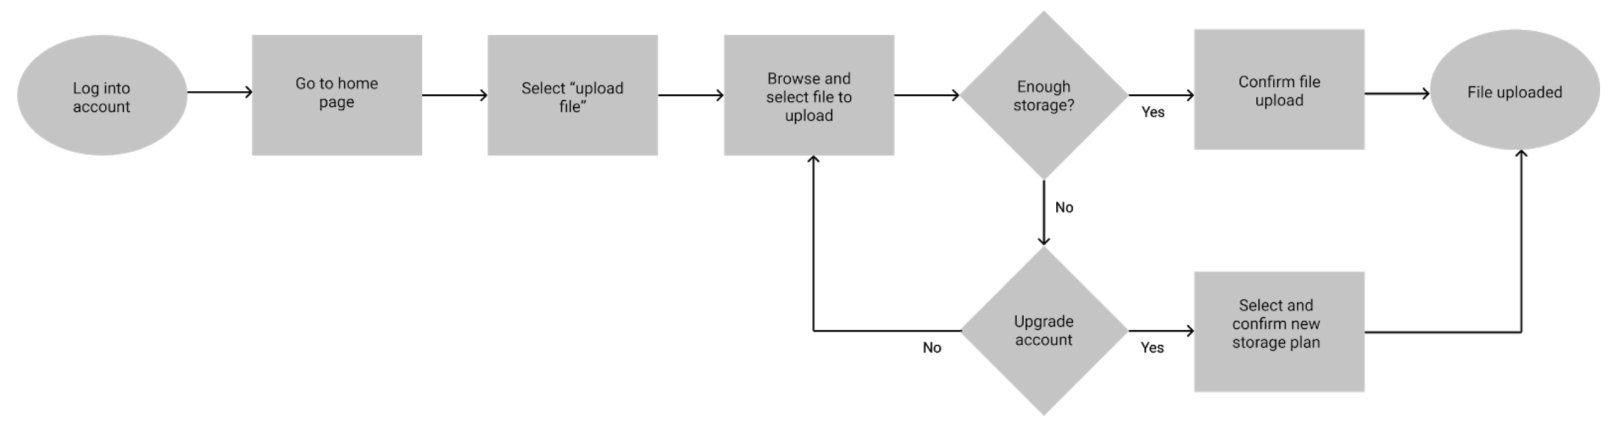 Log into
account
Go to home
page
Select “upload
file”
Browse and
select file to
upload
Enough
storage?
Yes
Confirm file
upload
File uploaded
No
Upgrade
account
No
Yes
Select and
confirm new
storage plan